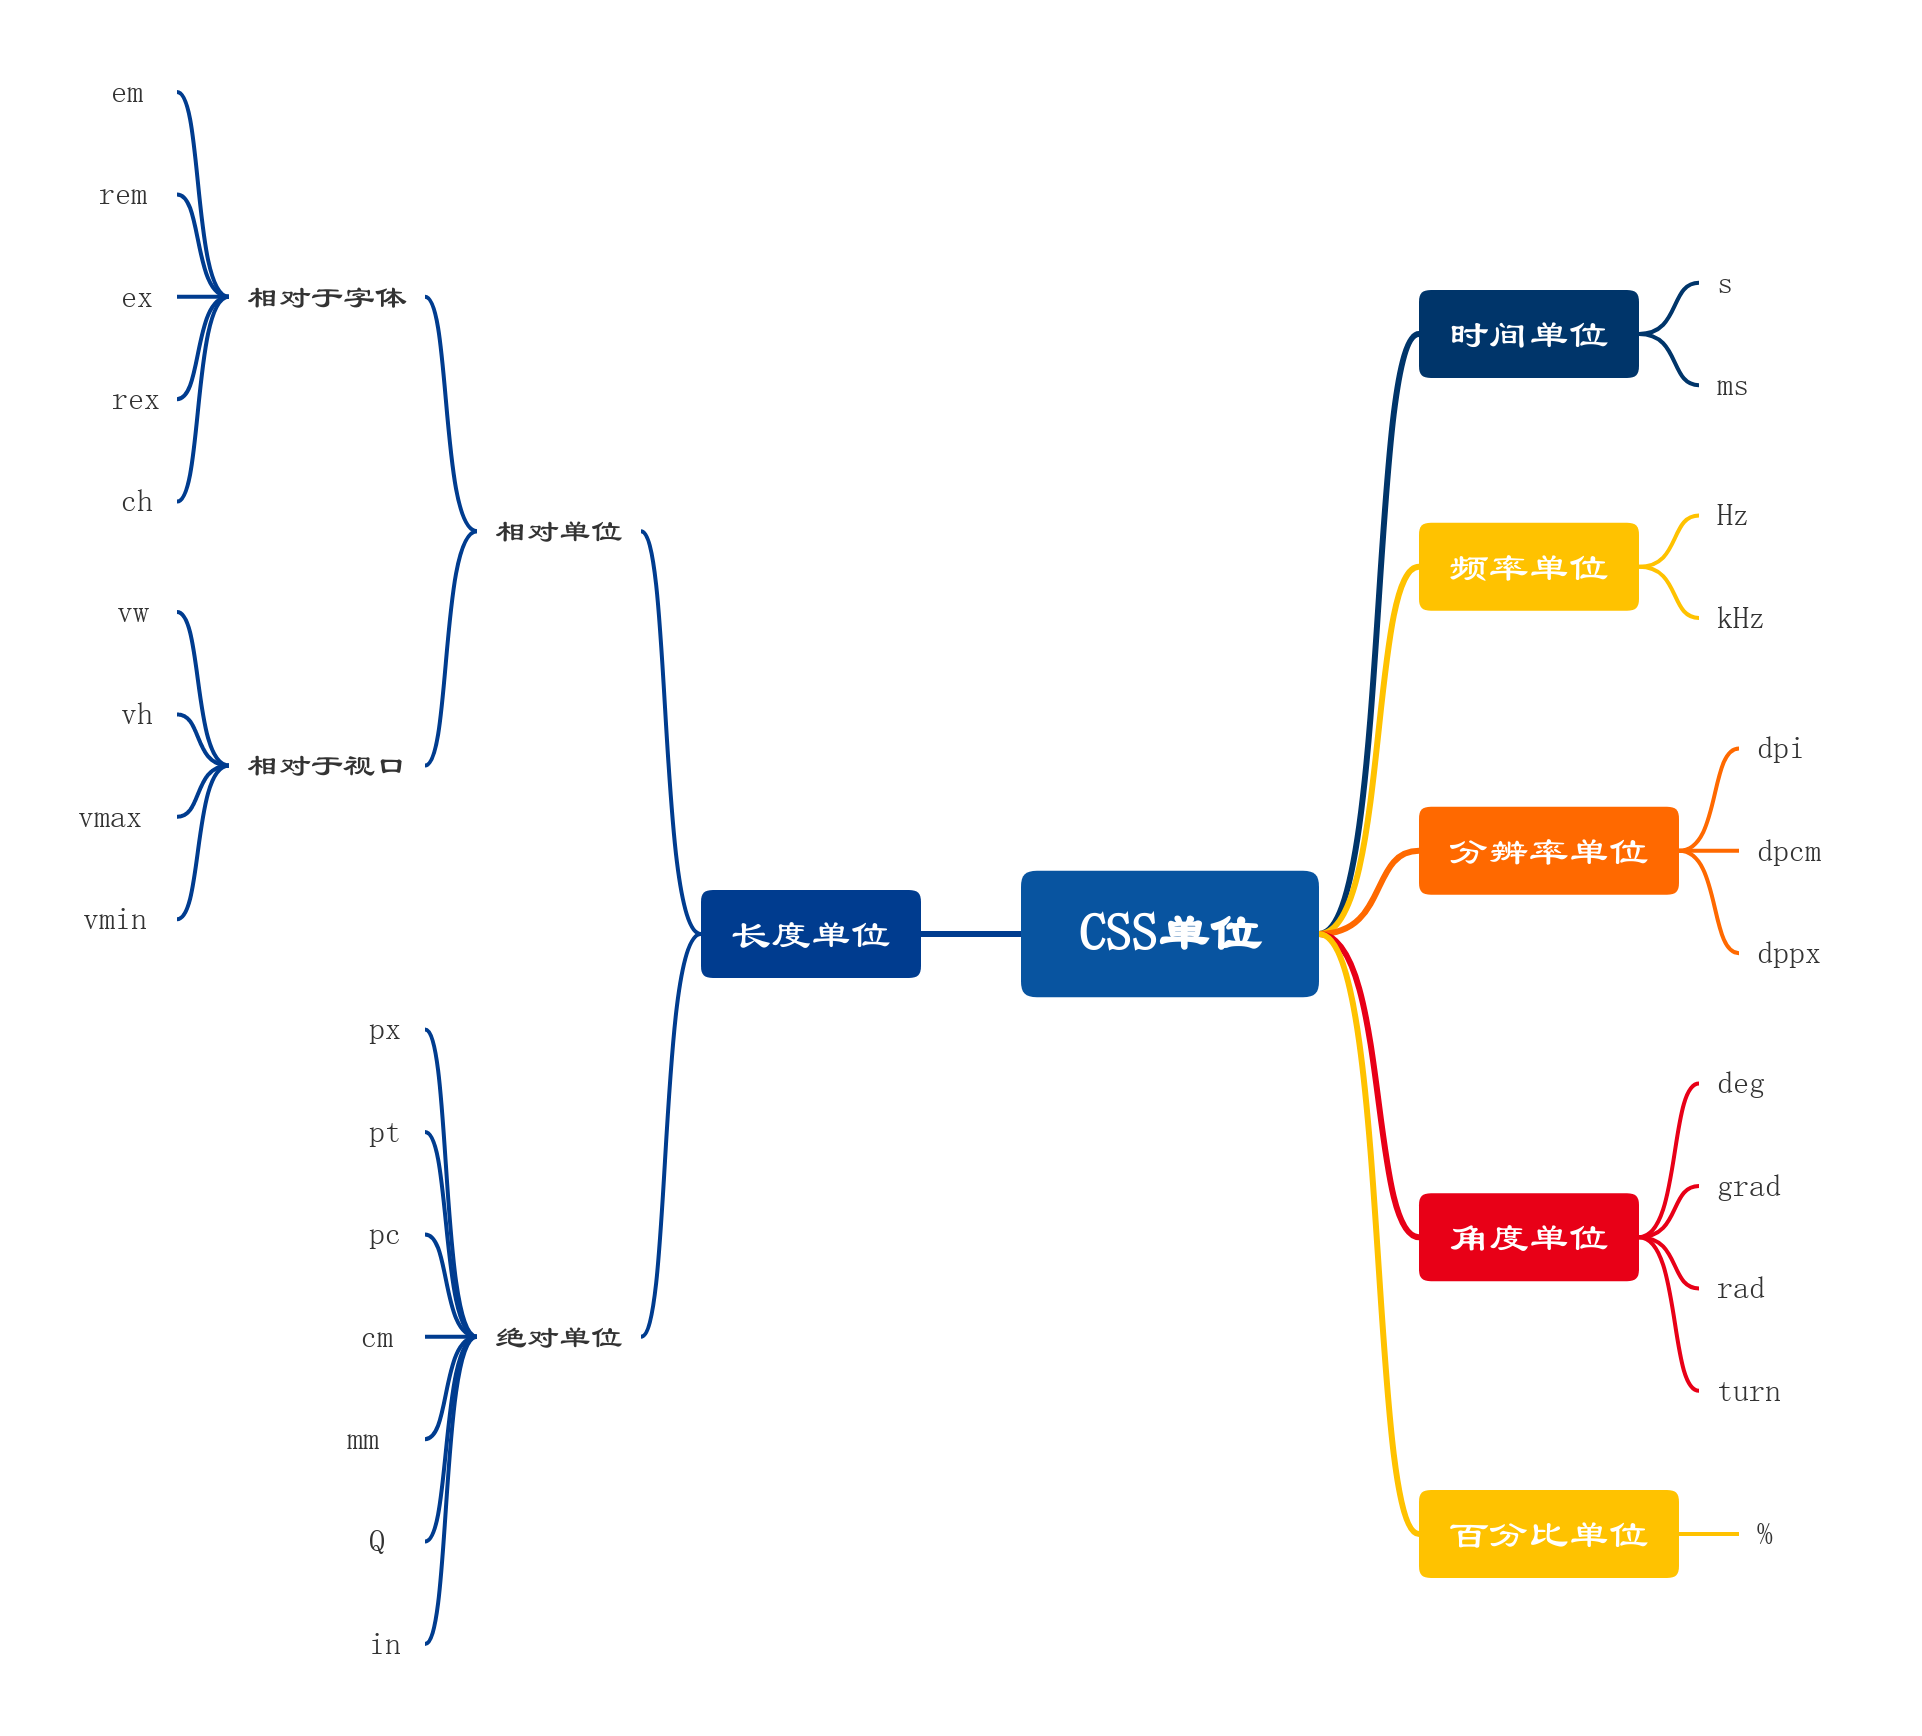 CSS单位
长度单位
相对单位
相对于字体
em
rem
ex
rex
ch
相对于视口
vw
vh
vmax
vmin
绝对单位
px
pt
pc
cm
mm
Q
in
时间单位
s
ms
频率单位
Hz
kHz
分辨率单位
dpi
dpcm
dppx
角度单位
deg
grad
rad
turn
百分比单位
%